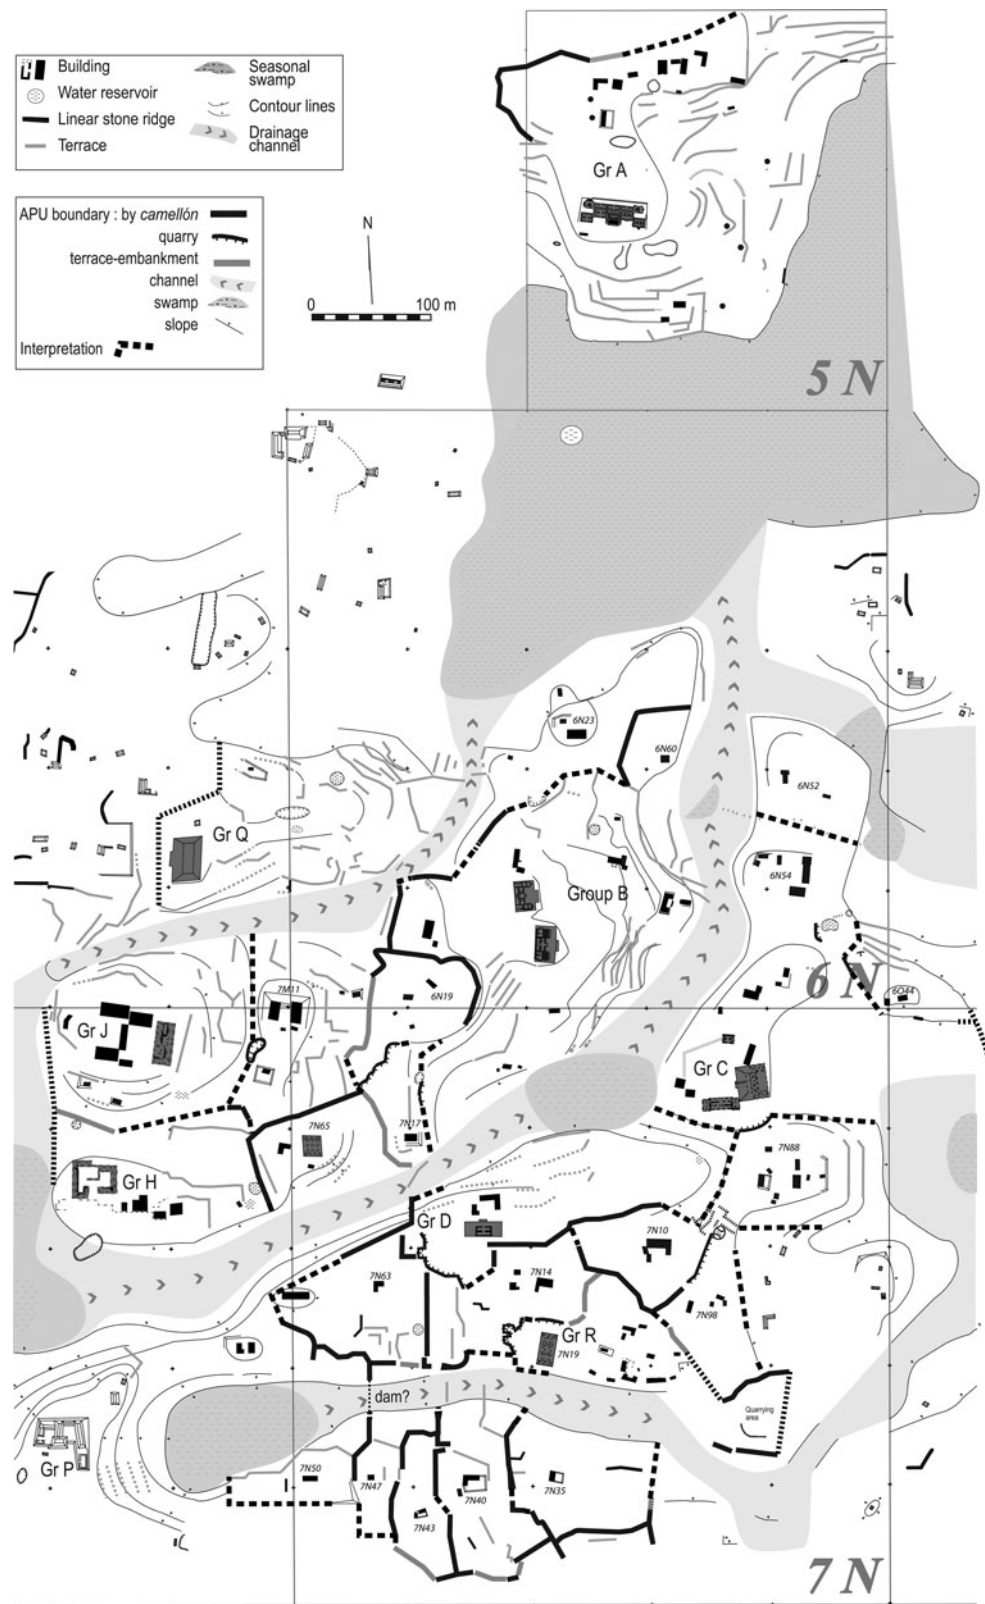 Building
Water reservoir
Linear stone ridge
Terrace
Seasonal
swamp
Contour lines
Drainage
channel
APU boundary : by camellón
quarry
terrace-embankment
channel
swamp
slope
Interpretation
N
0 100 m
Gr A
5 N
6N23
6N60
6N52
Gr Q
Group B
6N54
6N19
6 N
6O44
7M11
Gr J
Gr C
7N65
7N17
7N88
Gr H
Gr D
7N10
7N63
7N14
7N98
Gr R
7N19
dam?
Quarrying
area
Gr P
7N50
7N47
7N40
7N35
7N43
7 N